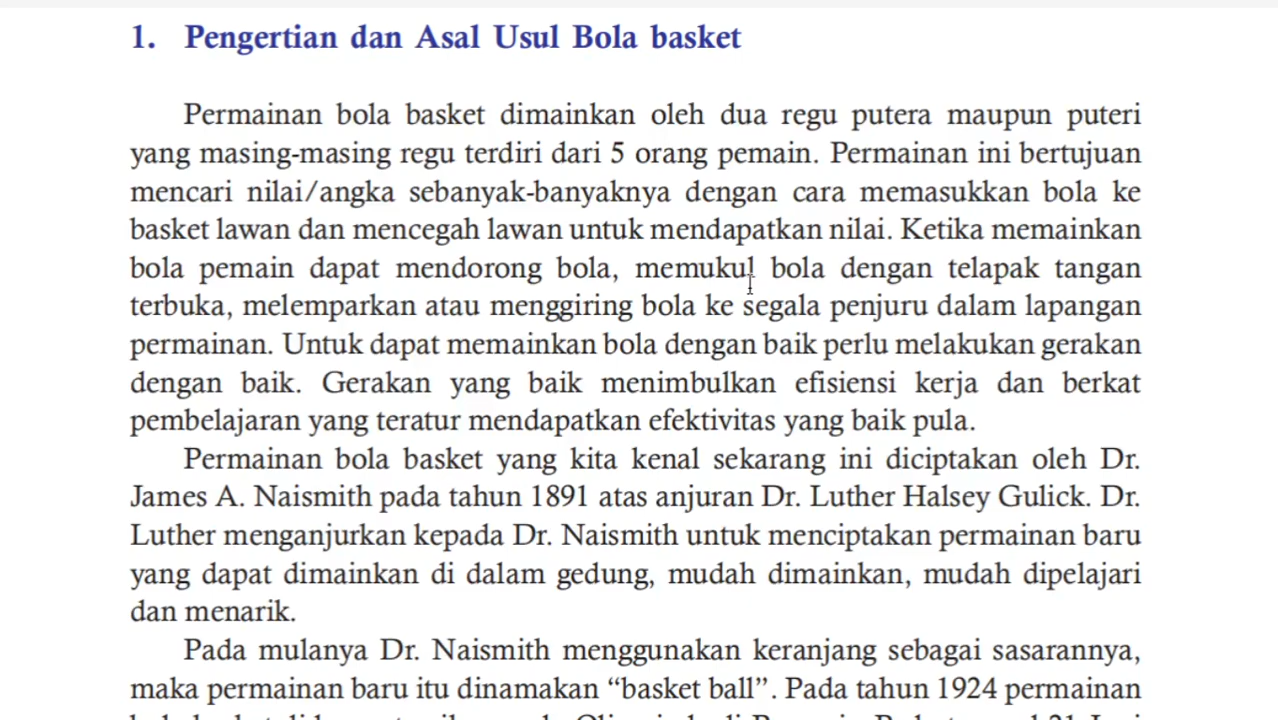 1. Pengertian dan Asal Usul Bola basket
Permainan bola basket dimainkan oleh dua regu putera maupun puteri
yang masing-masing regu terdiri dari 5 orang pemain. Permainan ini bertujuan
mencari nilai/angka sebanyak-banyaknya dengan cara memasukkan bola ke
basket lawan dan mencegah lawan untuk mendapatkan nilai. Ketika memainkan
bola pemain dapat mendorong bola, memukul bola dengan telapak tangan
terbuka, melemparkan atau menggiring bola ke segala penjuru dalam lapangan
permainan. Untuk dapat memainkan bola dengan baik perlu melakukan gerakan
dengan baik. Gerakan yang baik menimbulkan efisiensi kerja dan berkat
pembelajaran yang teratur mendapatkan efektivitas yang baik pula.
Permainan bola basket yang kita kenal sekarang ini diciptakan oleh Dr.
James A. Naismith pada tahun 1891 atas anjuran Dr. Luther Halsey Gulick. Dr.
Luther menganjurkan kepada Dr. Naismith untuk menciptakan permainan baru
yang dapat dimainkan di dalam gedung, mudah dimainkan, mudah dipelajari
dan menarik.
Pada mulanya Dr. Naismith menggunakan keranjang sebagai sasarannya,
maka permainan baru itu dinamakan “basket ball”. Pada tahun 1924 permainan